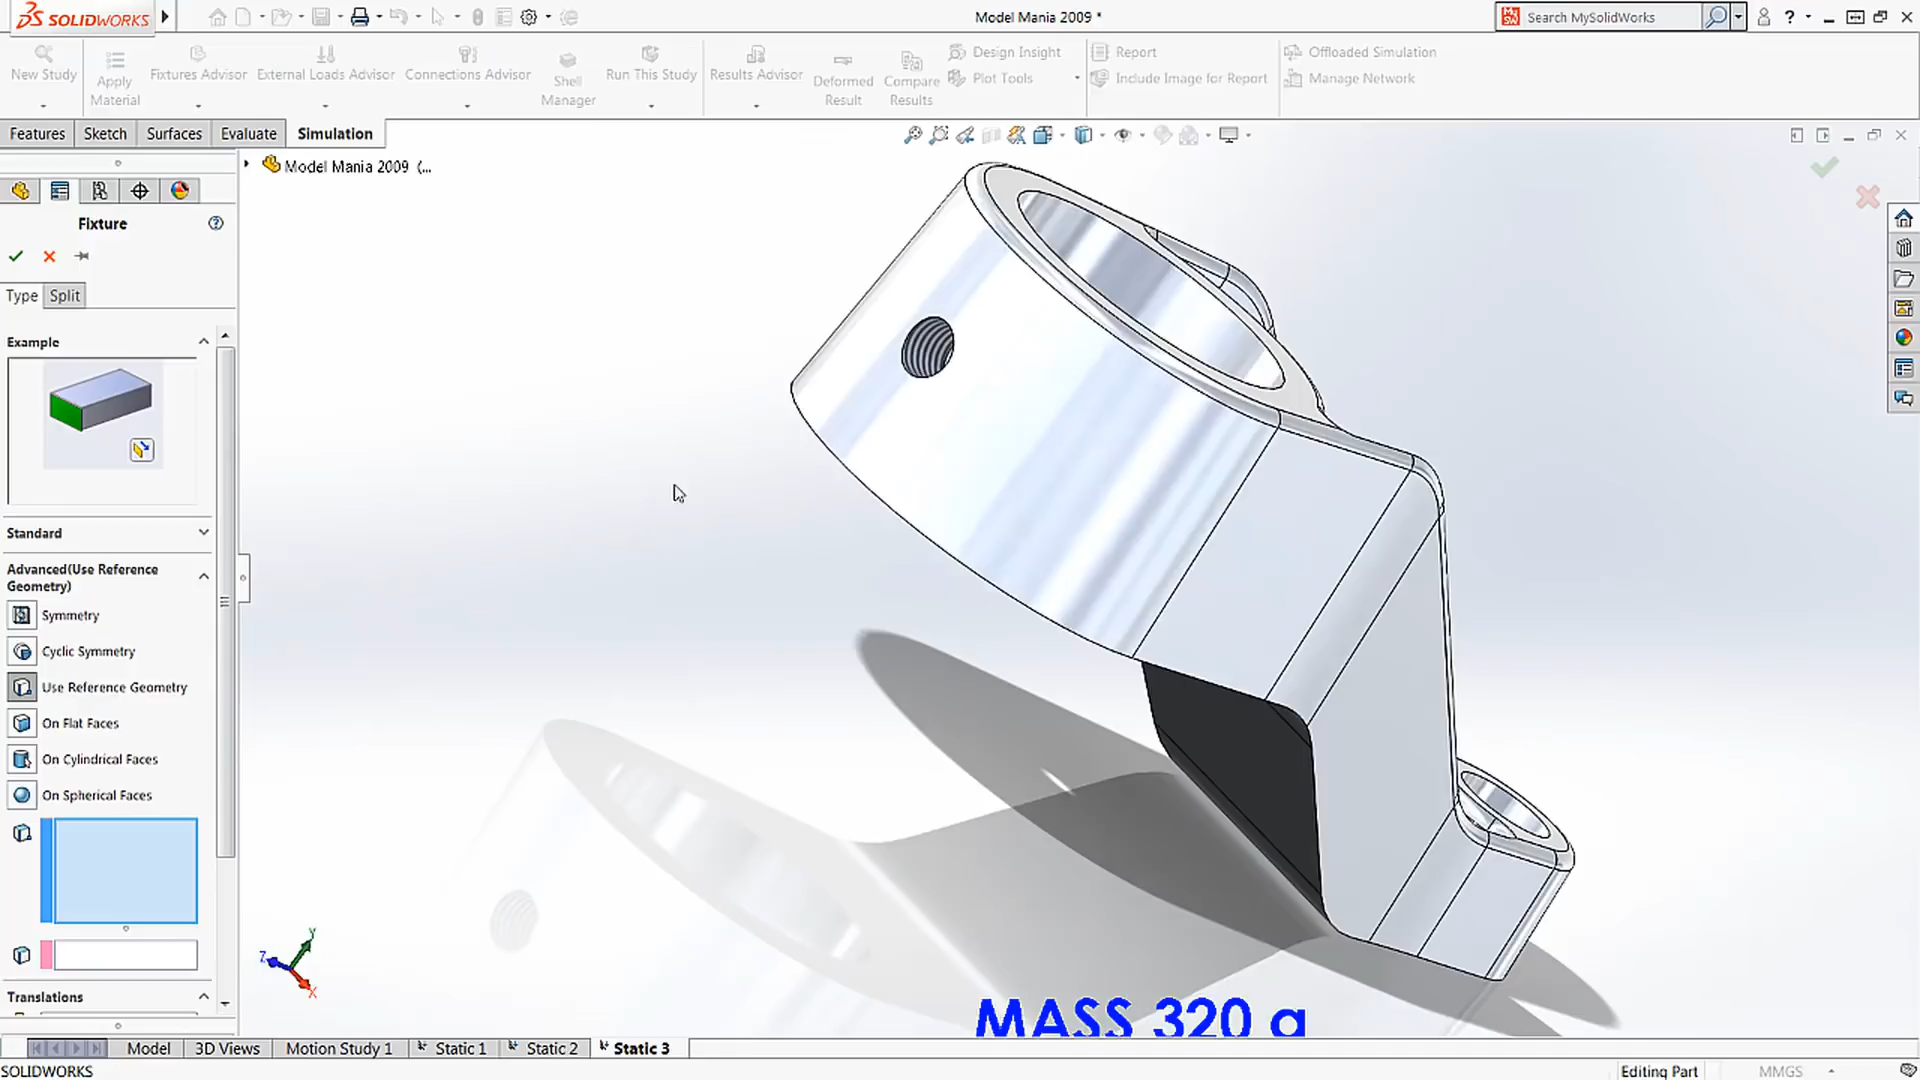 SOLIDWORKS
Model Mania 2009 *
Search MySolidWorks
?
New Study
Apply
Material
Fixtures Advisor
External Loads Advisor
Connections Advisor
Shell
Manager
Run This Study
Results Advisor
Deformed
Result
Compare
Results
Design Insight
Plot Tools
Report
Include Image for Report
Offloaded Simulation
Manage Network
Features
Sketch
Surfaces
Evaluate
Simulation
Model Mania 2009 (...
Fixture
?
Type
Split
Example
Standard
Advanced(Use Reference
Geometry)
Symmetry
Cyclic Symmetry
Use Reference Geometry
On Flat Faces
On Cylindrical Faces
On Spherical Faces
Translations
Y
Z
X
MASS 320 g
Model
3D Views
Motion Study 1
Static 1
Static 2
Static 3
SOLIDWORKS
Editing Part
MMGS